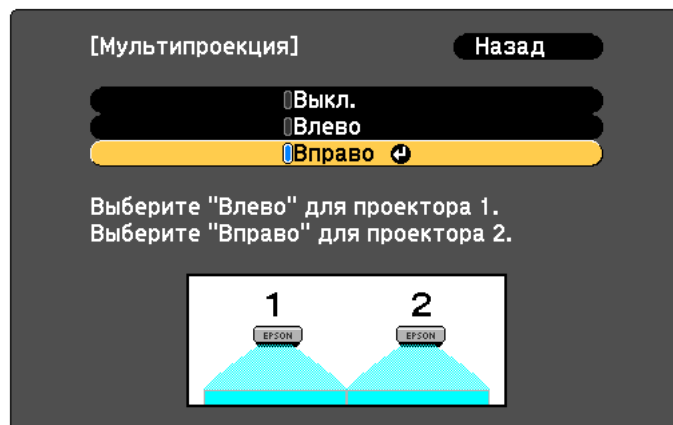 [Мультипроекция] Назад
Выкл.
Влево
Вправо
Выберите "Влево" для проектора 1.
Выберите "Вправо" для проектора 2.
1 2
EPSON EPSON